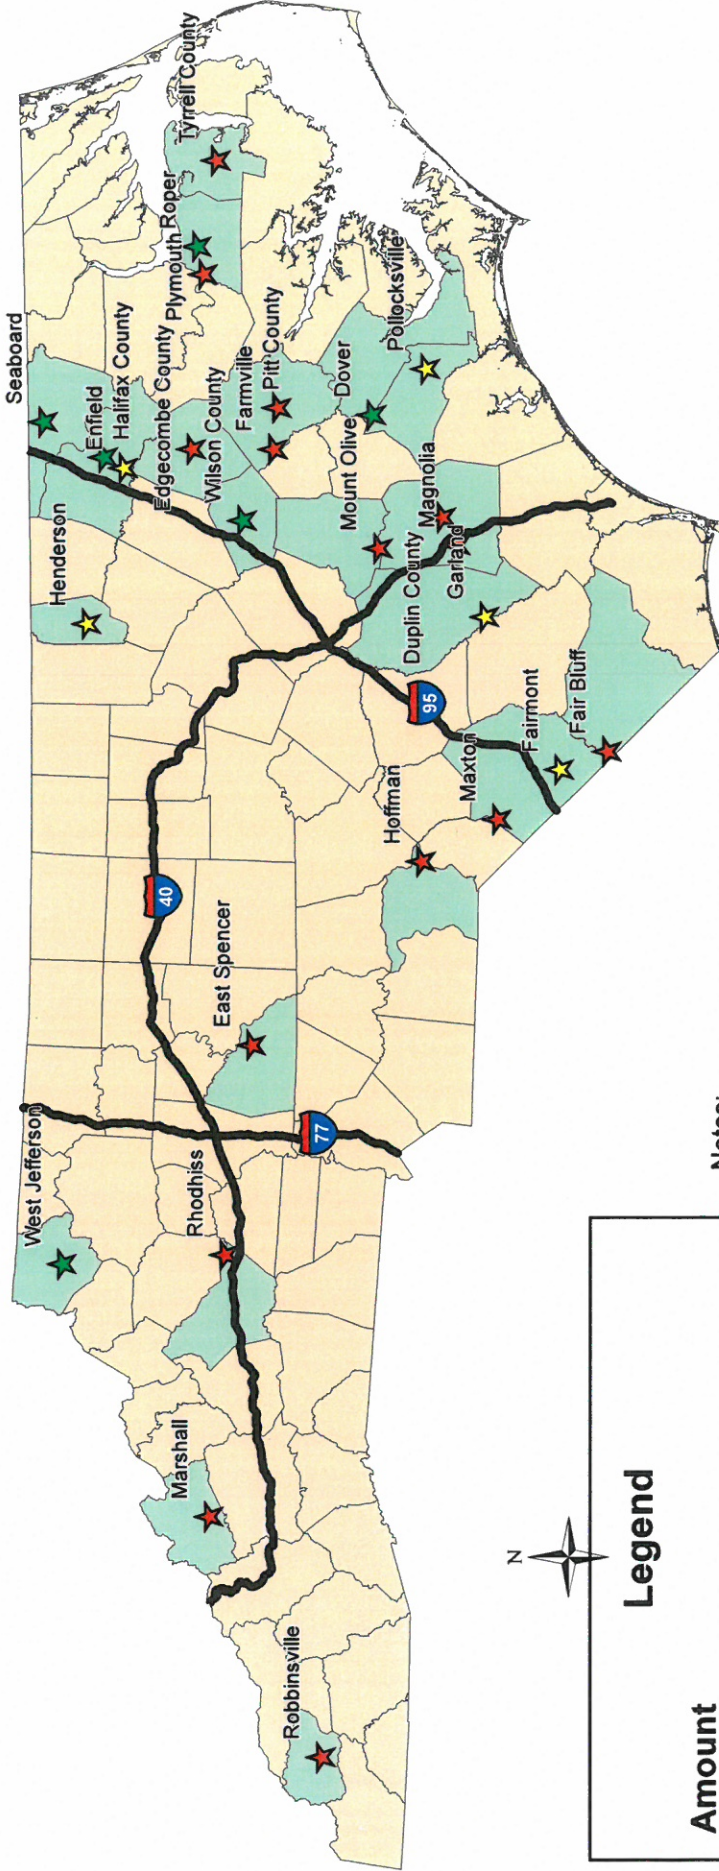 Seaboard
Enfield
Halifax County
Henderson
Edgecombe County
Plymouth
Roper
Tyrrell County
Wilson County
Farmville
Pitt County
Mount Olive
Dover
Pollocksville
Magnolia
Garland
Duplin County
Fairmont
Fair Bluff
Maxton
Hoffman
95
40
East Spencer
West Jefferson
77
Rhodhiss
Marshall
Robbinsville
N
Legend
Amount
Notes: